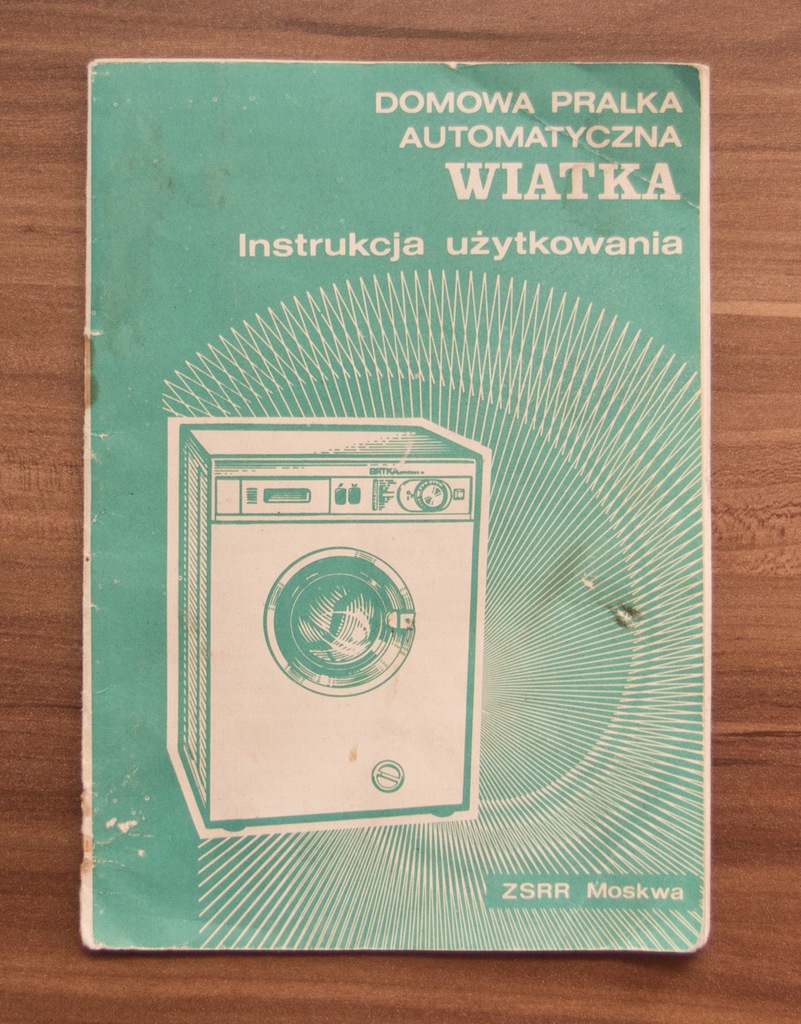 DOMOWA PRALKA
AUTOMATYCZNA
WIATKA
Instrukcja użytkowania
ZSRR Moskwa